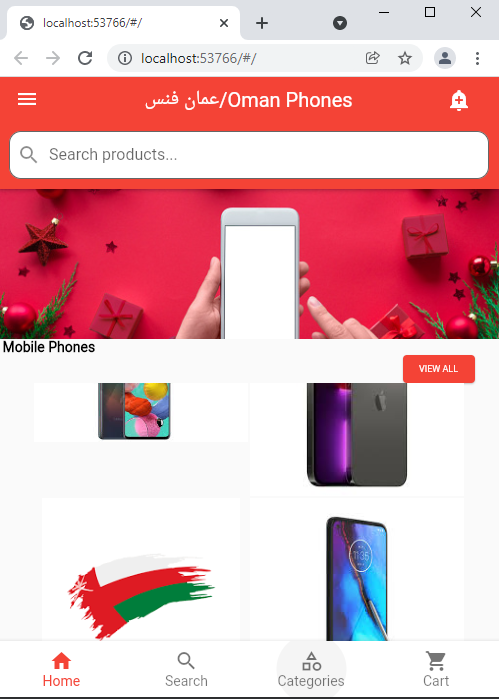 localhost:53766/#/
localhost:53766/#/
عمان فنس/Oman Phones
Search products...
Mobile Phones
VIEW ALL
Home
Search
Categories
Cart